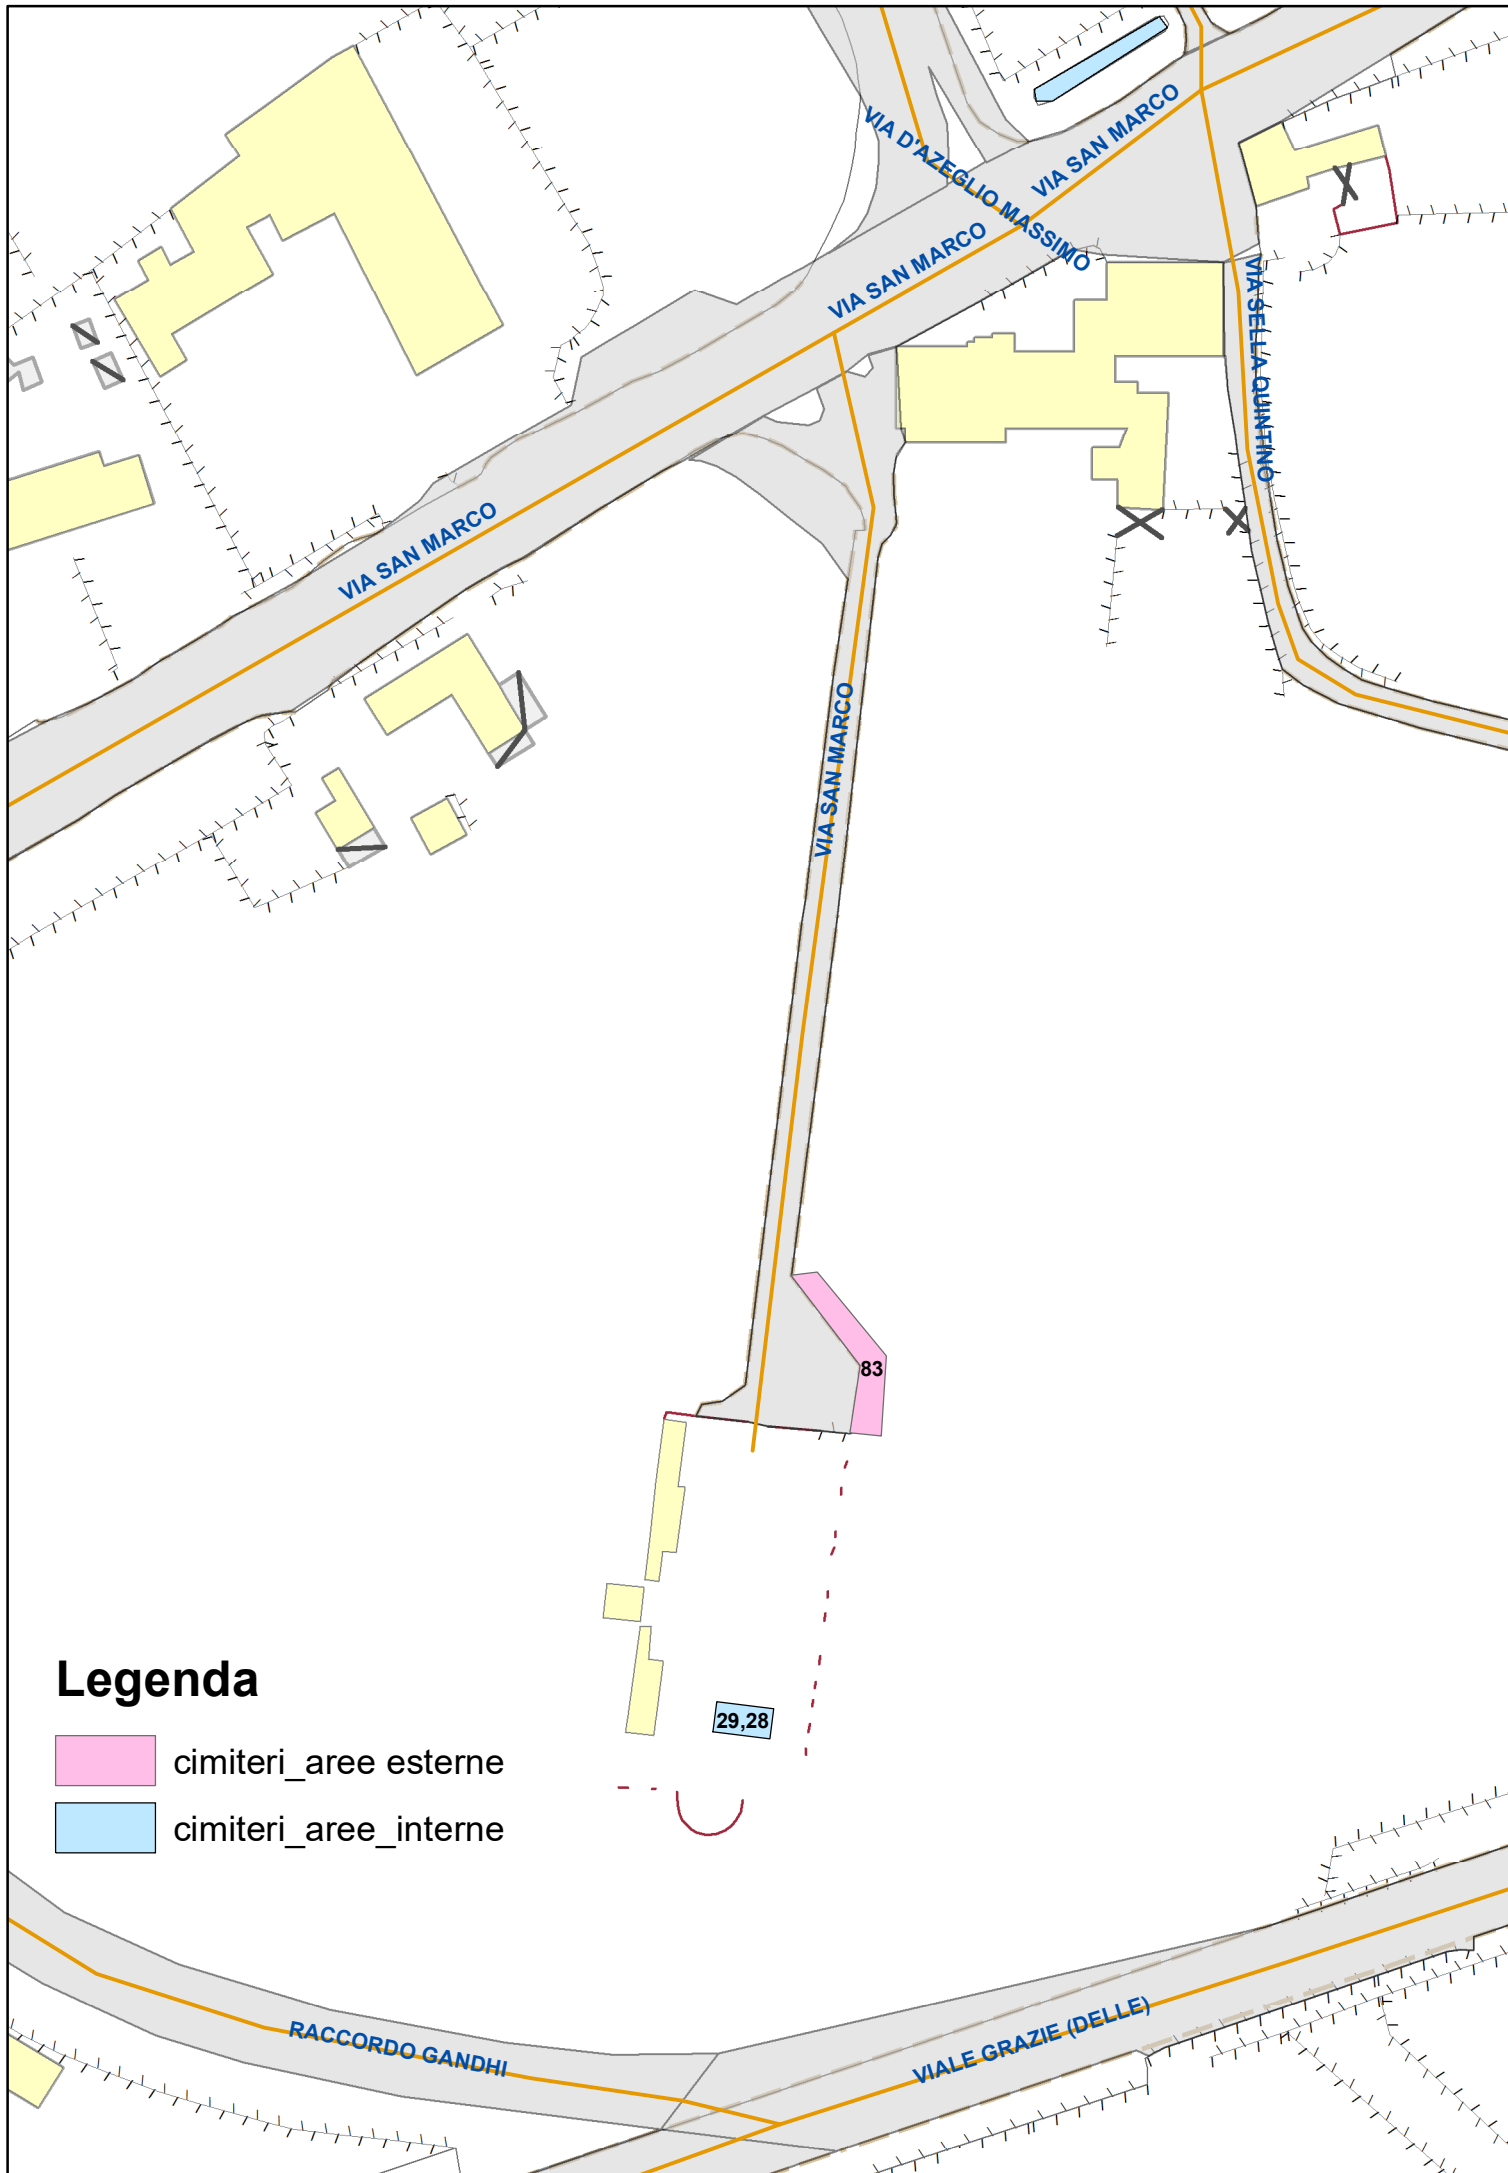 VIA D'AZEGLIO MASSIMO
VIA SAN MARCO
VIA SAN MARCO
VIA SELLA QUINTINO
VIA SAN MARCO
VIA SAN MARCO
83
29,28
Legenda
cimiteri_aree esterne
cimiteri_aree_interne
RACCORDO GANDHI
VIALE GRAZIE (DELLE)